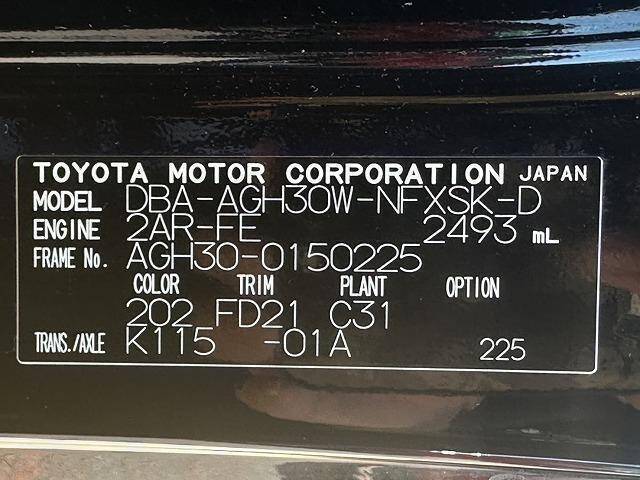 TOYOTA MOTOR CORPORATION JAPAN
MODEL DBA-AGH30W-NFXSK-D
ENGINE 2AR-FE 2493 mL
FRAME No. AGH30-0150225
COLOR TRIM PLANT OPTION
202 FD21 C31
TRANS./AXLE K115 -01A 225